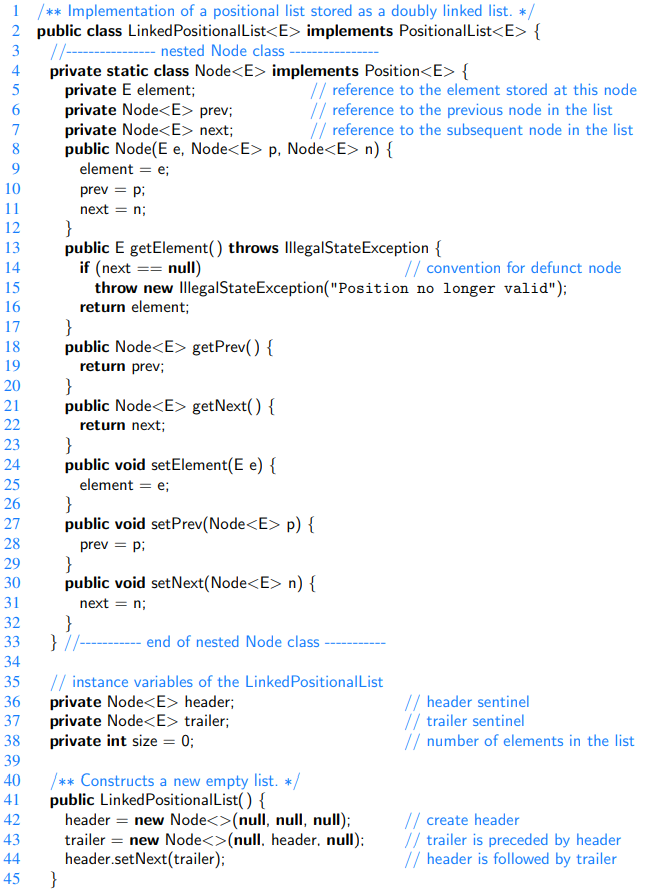 1 /** Implementation of a positional list stored as a doubly linked list. */
2 public class LinkedPositionalList<E> implements PositionalList<E> {
3 //---------------- nested Node class ----------------
4 private static class Node<E> implements Position<E> {
5 private E element; // reference to the element stored at this node
6 private Node<E> prev; // reference to the previous node in the list
7 private Node<E> next; // reference to the subsequent node in the list
8 public Node(E e, Node<E> p, Node<E> n) {
9 element = e;
10 prev = p;
11 next = n;
12 }
13 public E getElement() throws IllegalStateException {
14 if (next == null) // convention for defunct node
15 throw new IllegalStateException("Position no longer valid");
16 return element;
17 }
18 public Node<E> getPrev() {
19 return prev;
20 }
21 public Node<E> getNext() {
22 return next;
23 }
24 public void setElement(E e) {
25 element = e;
26 }
27 public void setPrev(Node<E> p) {
28 prev = p;
29 }
30 public void setNext(Node<E> n) {
31 next = n;
32 }
33 } //----------- end of nested Node class -----------
34
35 // instance variables of the LinkedPositionalList
36 private Node<E> header; // header sentinel
37 private Node<E> trailer; // trailer sentinel
38 private int size = 0; // number of elements in the list
39
40 /** Constructs a new empty list. */
41 public LinkedPositionalList() {
42 header = new Node<>(null, null, null); // create header
43 trailer = new Node<>(null, header, null); // trailer is preceded by header
44 header.setNext(trailer); // header is followed by trailer
45 }